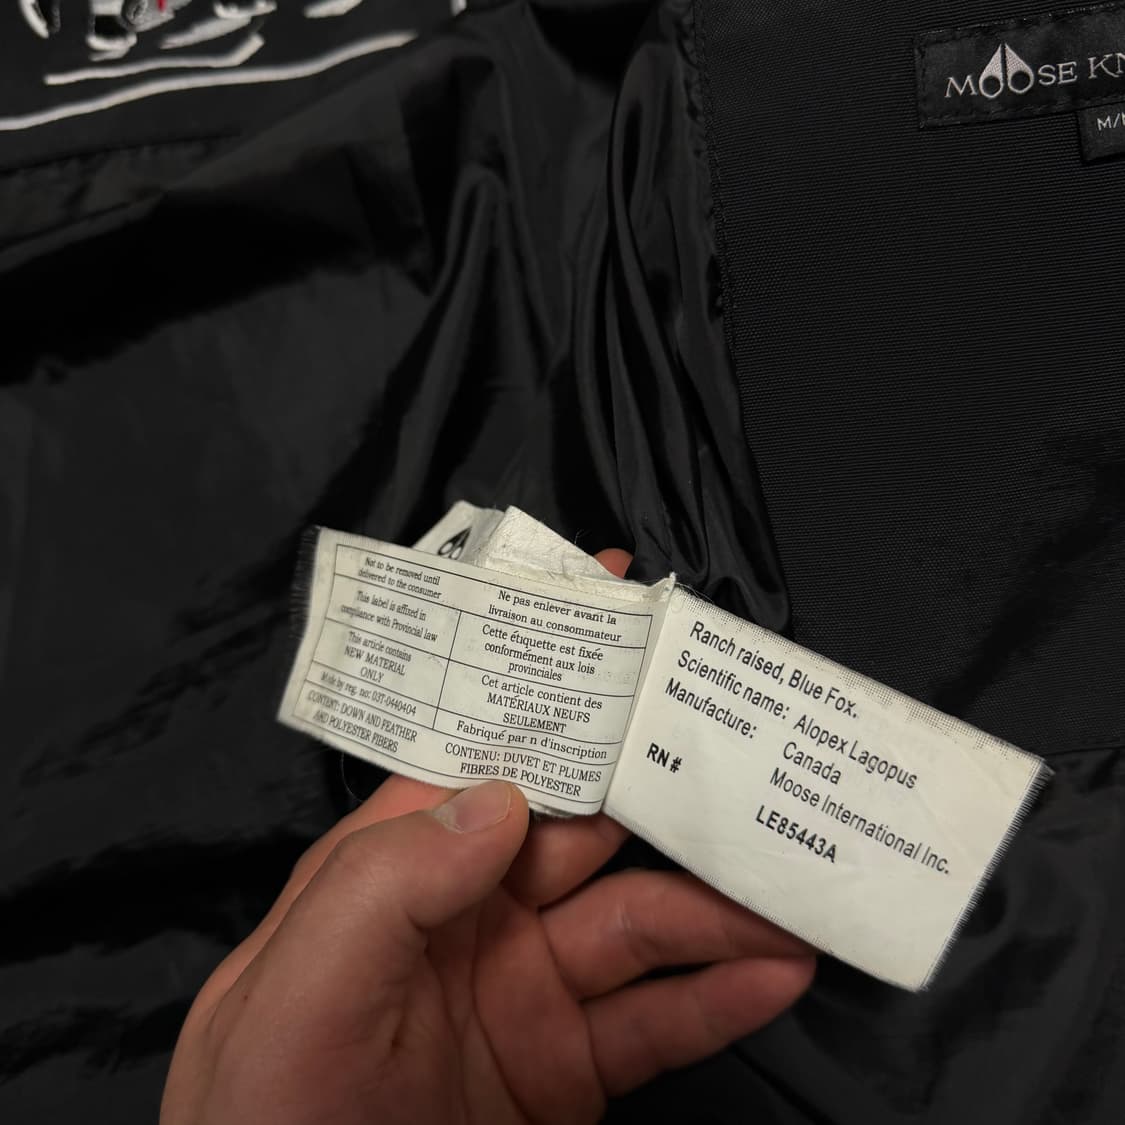 MOOSE KN
M/
Not to be removed until
delivered to the consumer
Ne pas enlever avant la
livraison au consommateur
This label is affixed in
compliance with Provincial law
Cette étiquette est fixée
conformément aux lois
provinciales
This article contains
NEW MATERIAL
ONLY
Cet article contient des
MATÉRIAUX NEUFS
SEULEMENT
Made by reg. no: 03T-0440404
Fabriqué par n d'inscription
CONTENT: DOWN AND FEATHER
AND POLYESTER FIBERS
CONTENU: DUVET ET PLUMES
FIBRES DE POLYESTER
Ranch raised, Blue Fox.
Scientific name: Alopex Lagopus
Manufacture: Canada
Moose International Inc.
RN# LE85443A